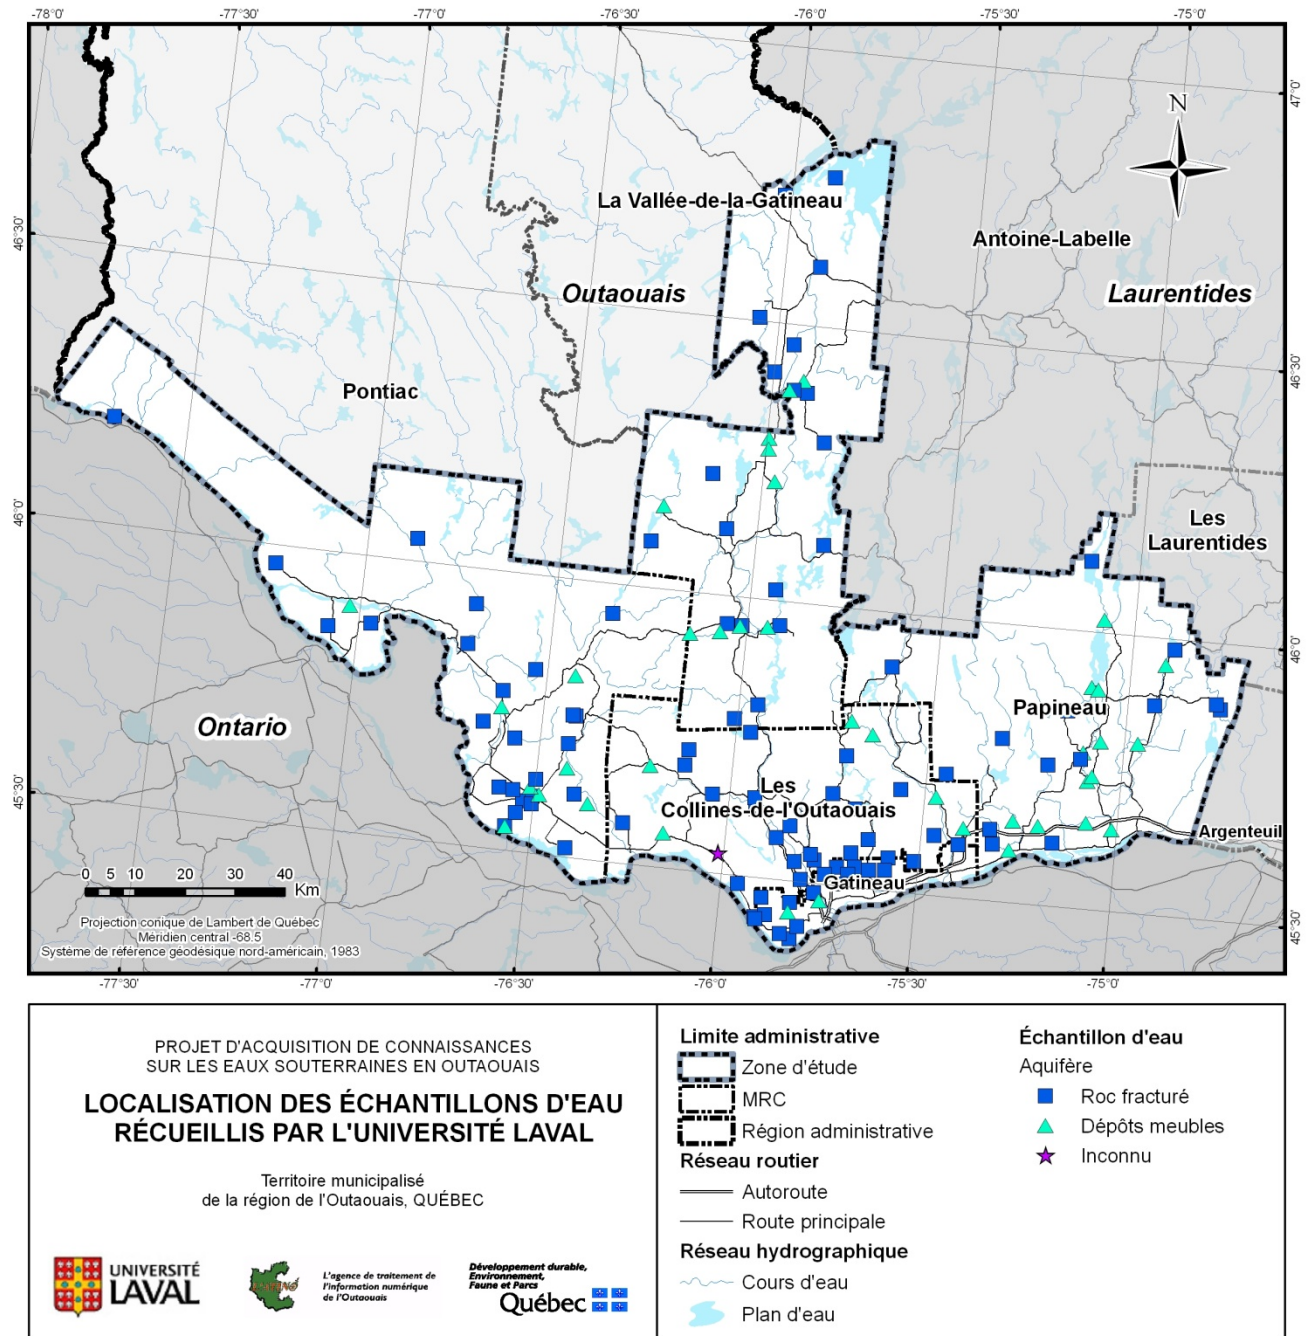 -78°0' -77°30' -77°0' -76°30' -76°0' -75°30' -75°0'
47°0'
N
La Vallée-de-la-Gatineau
Antoine-Labelle
46°30'
Outaouais
Laurentides
46°30'
Pontiac
46°0'
Les
Laurentides
46°0'
Papineau
Ontario
45°30'
Les
Collines-de-l'Outaouais
Argenteuil
Gatineau
0 5 10 20 30 40
Km
45°30'
Projection conique de Lambert de Québec
Méridien central -68.5
Système de référence géodésique nord-américain, 1983
-77°30' -77°0' -76°30' -76°0' -75°30' -75°0'
PROJET D'ACQUISITION DE CONNAISSANCES
SUR LES EAUX SOUTERRAINES EN OUTAOUAIS
LOCALISATION DES ÉCHANTILLONS D'EAU
RÉCUEILLIS PAR L'UNIVERSITÉ LAVAL
Territoire municipalisé
de la région de l'Outaouais, QUÉBEC
UNIVERSITÉ
LAVAL
L'agence de traitement de
l'information numérique
de l'Outaouais
Développement durable,
Environnement,
Faune et Parcs
Québec
Limite administrative
Zone d'étude
MRC
Région administrative
Réseau routier
Autoroute
Route principale
Réseau hydrographique
Cours d'eau
Plan d'eau
Échantillon d'eau
Aquifère
Roc fracturé
Dépôts meubles
Inconnu